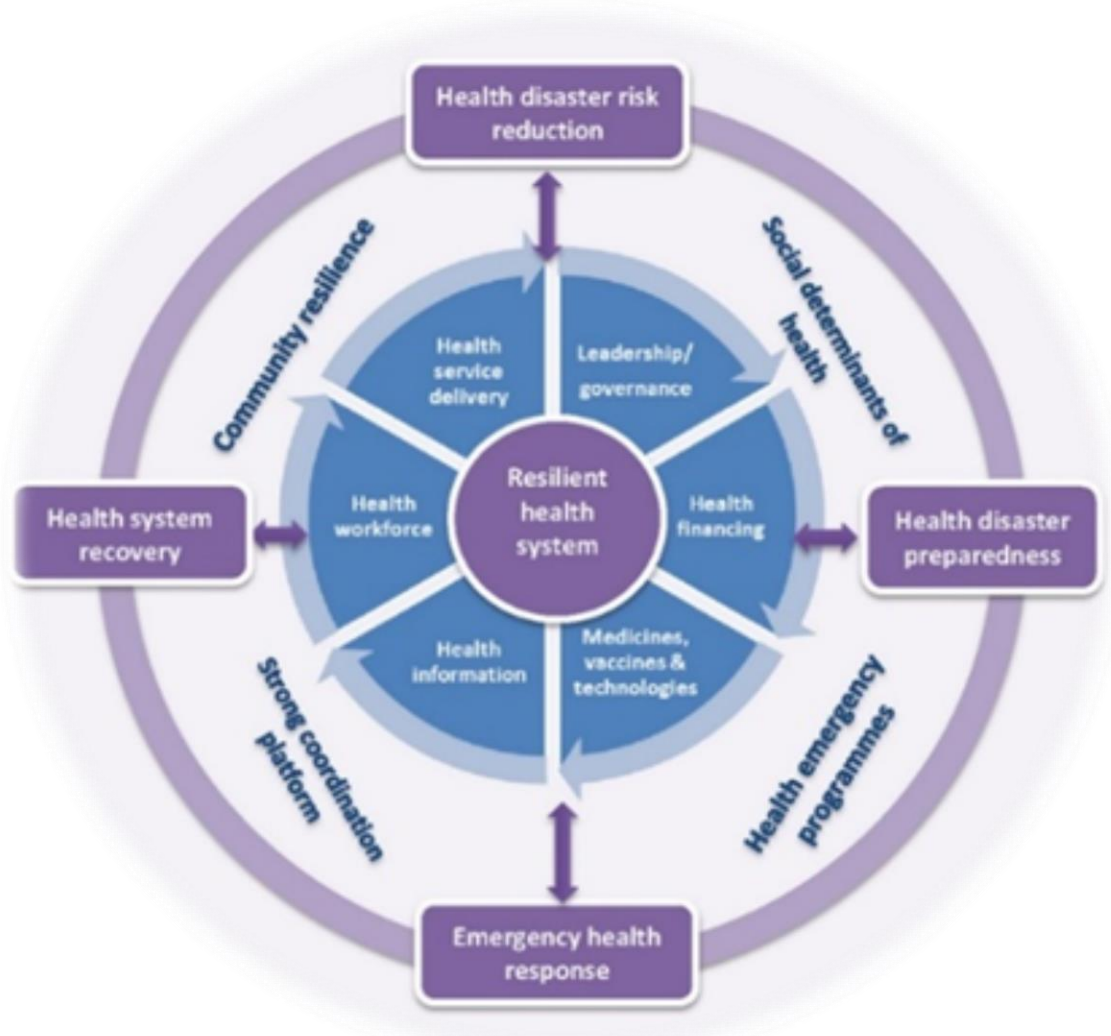 Health disaster risk
reduction
Community resilience
Social determinants of
health
Health
service
delivery
Leadership/
governance
Health system
recovery
Health
workforce
Resilient
health
system
Health
financing
Health disaster
preparedness
Health
information
Medicines,
vaccines &
technologies
Strong coordination
platform
Health emergency
programmes
Emergency health
response